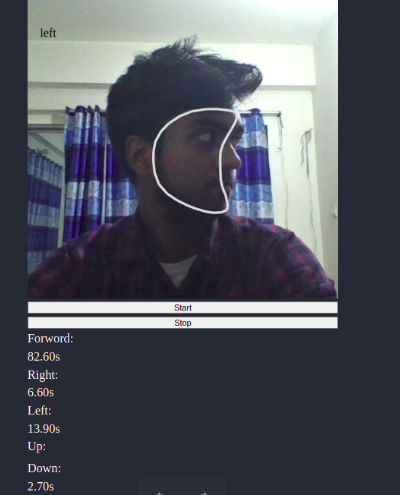 left
Start
Stop
Forword:
82.60s
Right:
6.60s
Left:
13.90s
Up:
Down:
2.70s